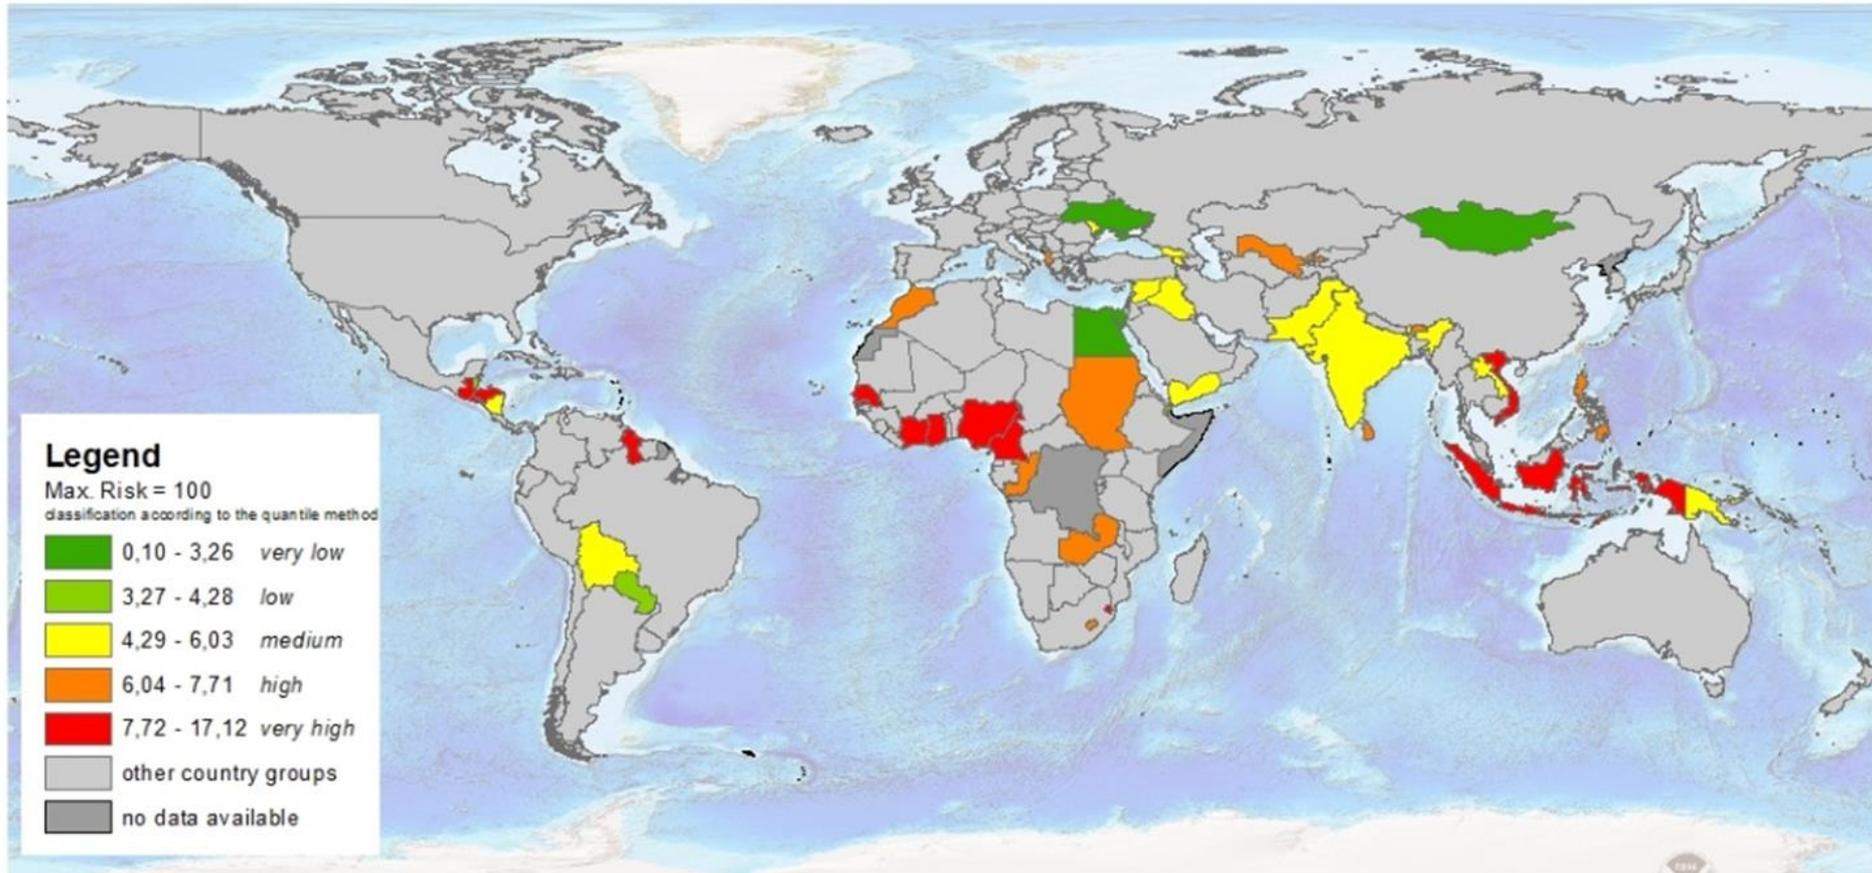 Legend
Max. Risk = 100
classification according to the quantile method
0,10 - 3,26 very low
3,27 - 4,28 low
4,29 - 6,03 medium
6,04 - 7,71 high
7,72 - 17,12 very high
other country groups
no data available